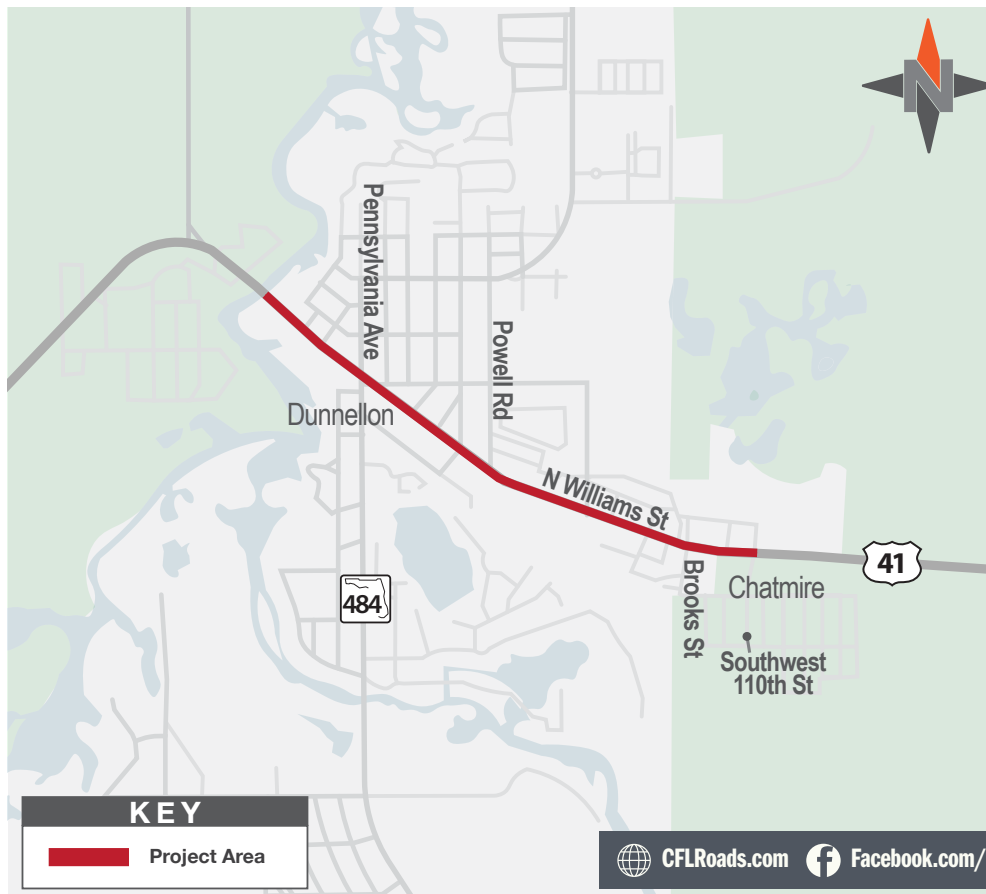 N
Pennsylvania Ave
Powell Rd
Dunnellon
N Williams St
41
Brooks St
Chatmire
484
Southwest
110th St
KEY
Project Area
CFLRoads.com
Facebook.com/